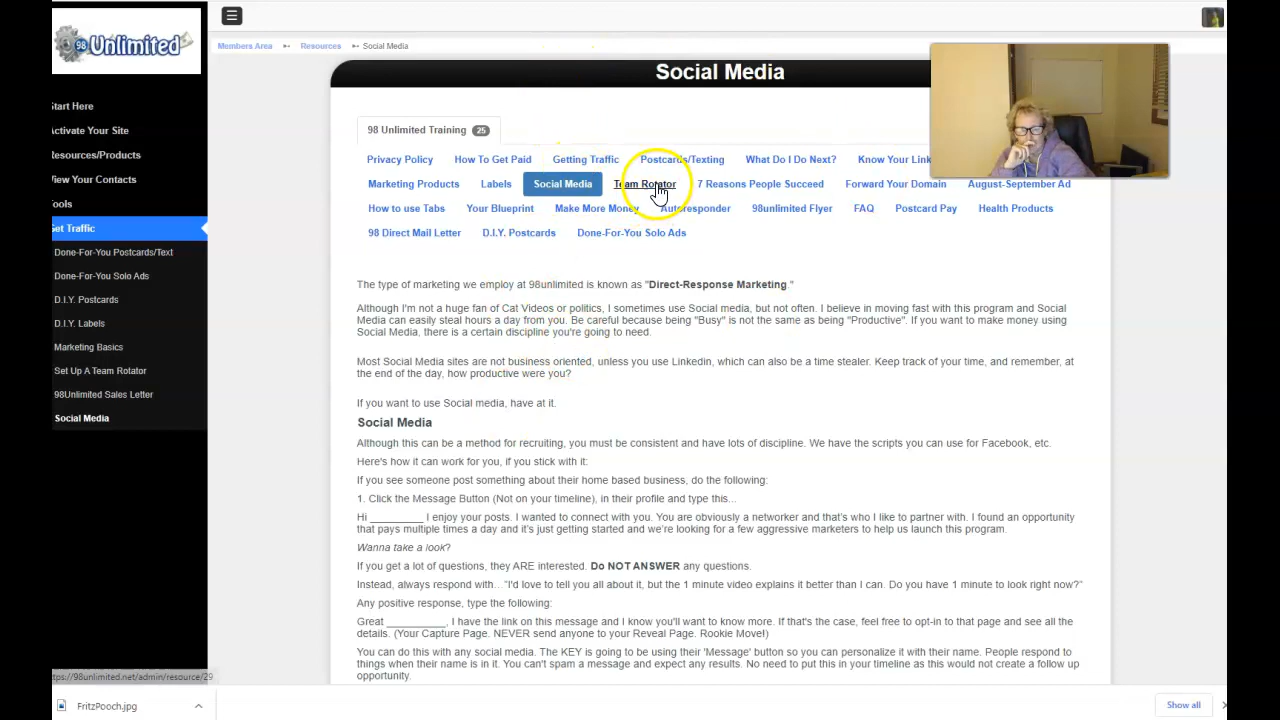 98 Unlimited
☰
Members Area ➵ Resources ➵ Social Media
Social Media
Start Here
Activate Your Site
Resources/Products
View Your Contacts
Tools
Get Traffic
Done-For-You Postcards/Text
Done-For-You Solo Ads
D.I.Y. Postcards
D.I.Y. Labels
Marketing Basics
Set Up A Team Rotator
98Unlimited Sales Letter
Social Media
98 Unlimited Training 25
Privacy Policy How To Get Paid Getting Traffic Postcards/Texting What Do I Do Next? Know Your Link
Marketing Products Labels Social Media Team Rotator 7 Reasons People Succeed Forward Your Domain August-September Ad
How to use Tabs Your Blueprint Make More Money Autoresponder 98unlimited Flyer FAQ Postcard Pay Health Products
98 Direct Mail Letter D.I.Y. Postcards Done-For-You Solo Ads
The type of marketing we employ at 98unlimited is known as "Direct-Response Marketing."
Although I'm not a huge fan of Cat Videos or politics, I sometimes use Social media, but not often. I believe in moving fast with this program and Social
Media can easily steal hours a day from you. Be careful because being "Busy" is not the same as being "Productive". If you want to make money using
Social Media, there is a certain discipline you're going to need.
Most Social Media sites are not business oriented, unless you use Linkedin, which can also be a time stealer. Keep track of your time, and remember, at
the end of the day, how productive were you?
If you want to use Social media, have at it.
Social Media
Although this can be a method for recruiting, you must be consistent and have lots of discipline. We have the scripts you can use for Facebook, etc.
Here's how it can work for you, if you stick with it:
If you see someone post something about their home based business, do the following:
1. Click the Message Button (Not on your timeline), in their profile and type this...
Hi ________ I enjoy your posts. I wanted to connect with you. You are obviously a networker and that's who I like to partner with. I found an opportunity
that pays multiple times a day and it's just getting started and we're looking for a few aggressive marketers to help us launch this program.
Wanna take a look?
If you get a lot of questions, they ARE interested. Do NOT ANSWER any questions.
Instead, always respond with…"I'd love to tell you all about it, but the 1 minute video explains it better than I can. Do you have 1 minute to look right now?"
Any positive response, type the following:
Great _________, I have the link on this message and I know you'll want to know more. If that's the case, feel free to opt-in to that page and see all the
details. (Your Capture Page. NEVER send anyone to your Reveal Page. Rookie Move!)
You can do this with any social media. The KEY is going to be using their 'Message' button so you can personalize it with their name. People respond to
things when their name is in it. You can't spam a message and expect any results. No need to put this in your timeline as this would not create a follow up
opportunity.
ttps://98unlimited.net/admin/resource/29
FritzPooch.jpg
Show all